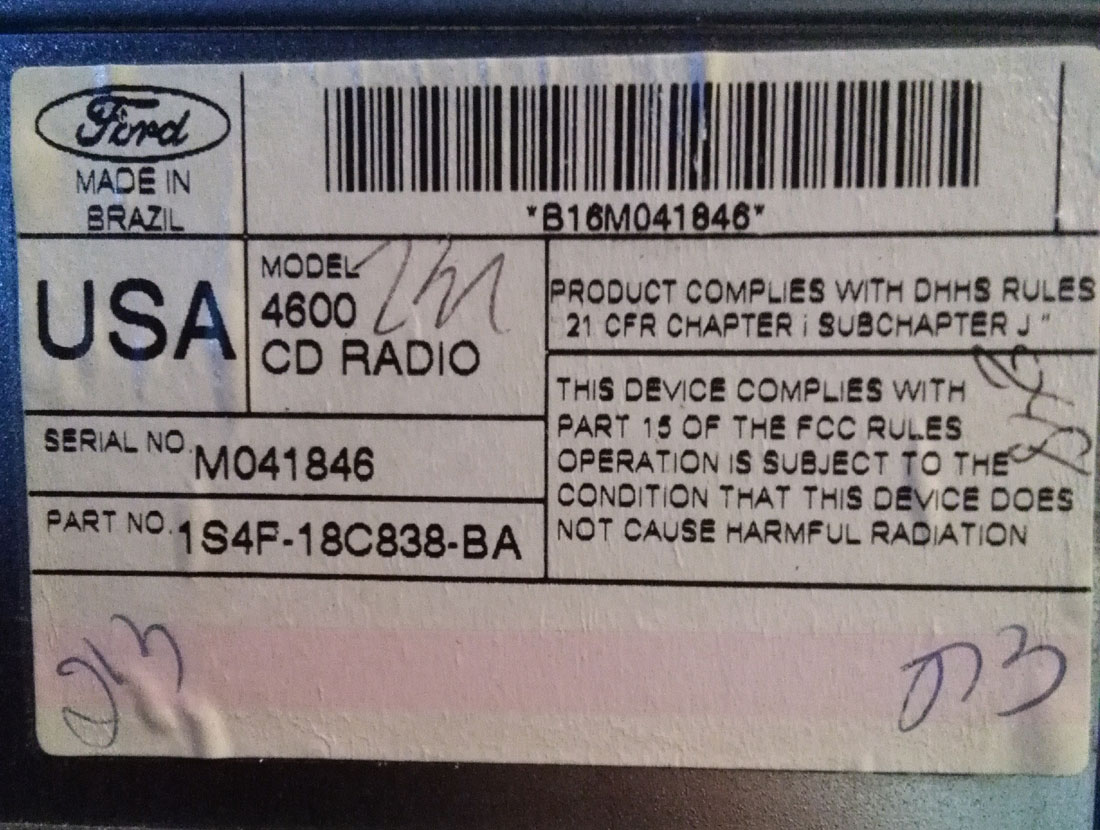 Ford
MADE IN
BRAZIL
*B16M041846*
USA
MODEL
4600
CD RADIO
PRODUCT COMPLIES WITH DHHS RULES
21 CFR CHAPTER i SUBCHAPTER J "
SERIAL NO. M041846
PART NO. 1S4F-18C838-BA
THIS DEVICE COMPLIES WITH
PART 15 OF THE FCC RULES
OPERATION IS SUBJECT TO THE
CONDITION THAT THIS DEVICE DOES
NOT CAUSE HARMFUL RADIATION